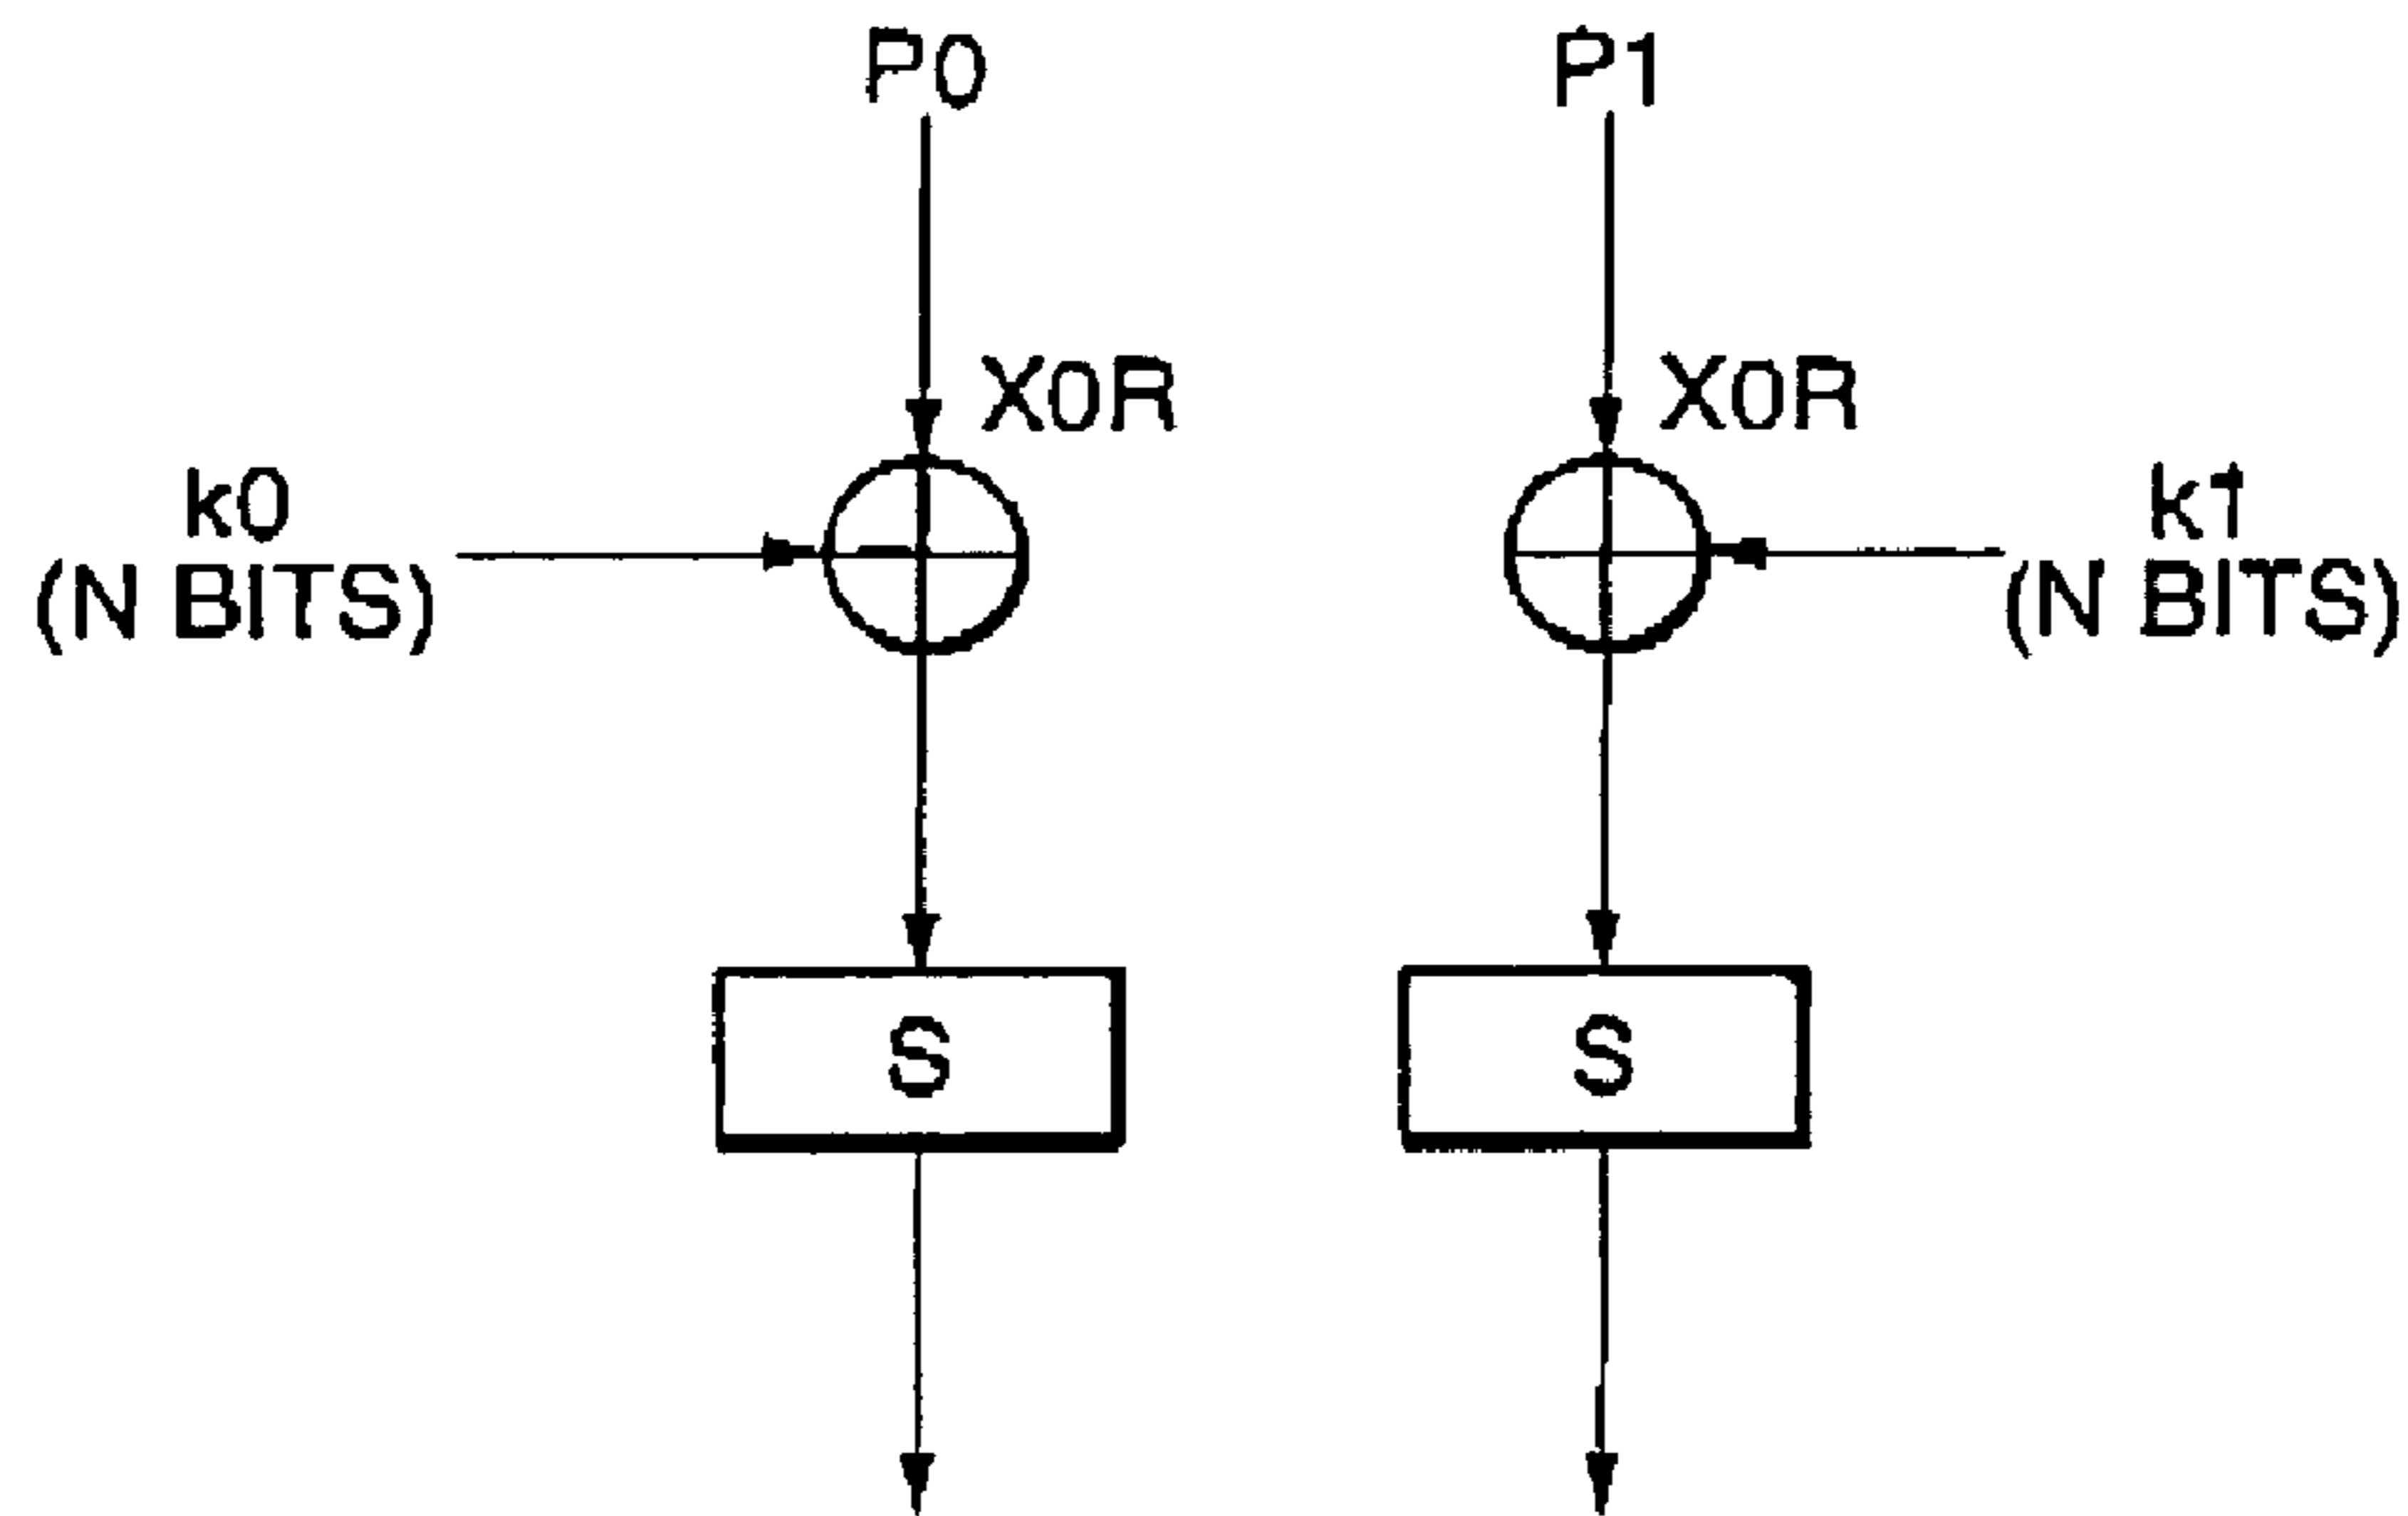 P0 P1
XOR XOR
k0 k1
(N BITS) (N BITS)
S S